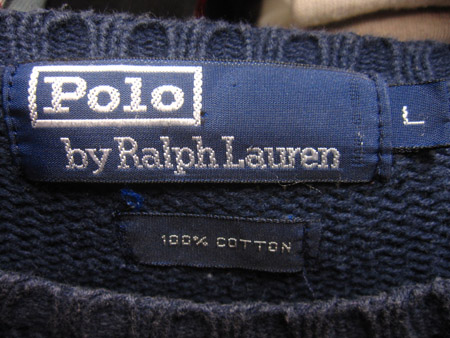 Polo
by Ralph Lauren
L
100% COTTON